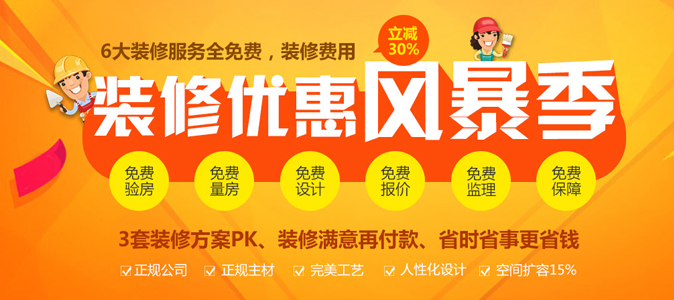 6大装修服务全免费，装修费用
立减
30%
装修优惠风暴季
免费
验房
免费
量房
免费
设计
免费
报价
免费
监理
免费
保障
3套装修方案PK、装修满意再付款、省时省事更省钱
正规公司 正规主材 完美工艺 人性化设计 空间扩容15%